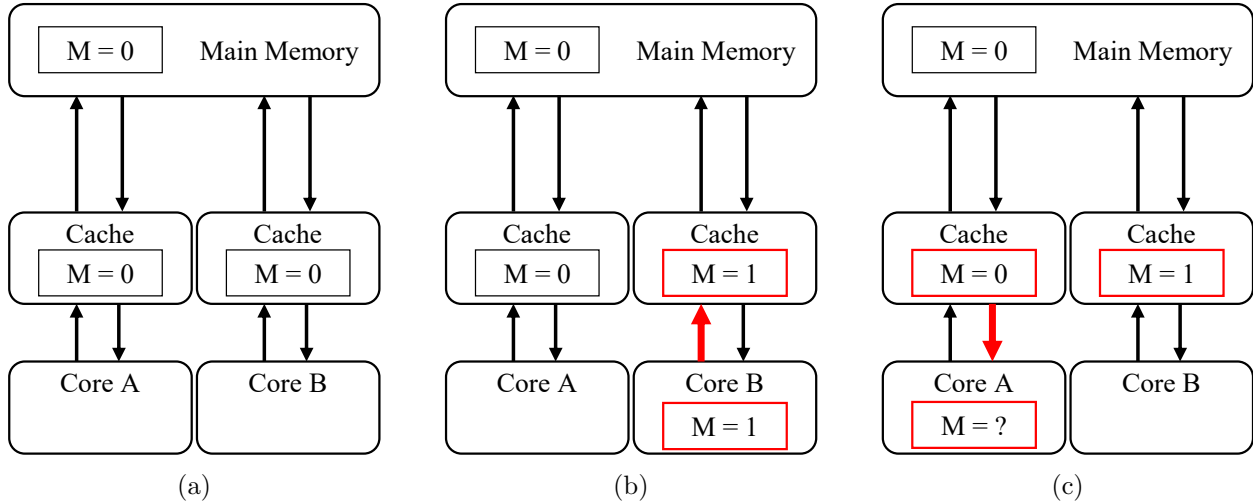 M = 0 Main Memory
Cache Cache
M = 0 M = 0
Core A Core B
(a)
M = 0 Main Memory
Cache Cache
M = 0 M = 1
Core A Core B
M = 1
(b)
M = 0 Main Memory
Cache Cache
M = 0 M = 1
Core A Core B
M = ?
(c)